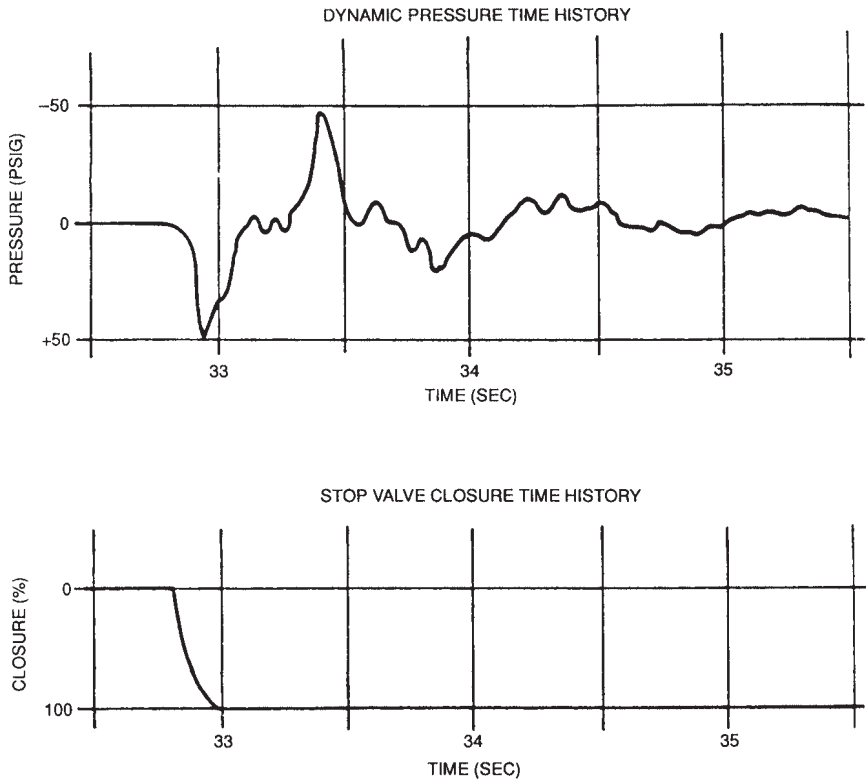 DYNAMIC PRESSURE TIME HISTORY
PRESSURE (PSIG)
–50
0
+50
33
34
35
TIME (SEC)
STOP VALVE CLOSURE TIME HISTORY
CLOSURE (%)
0
100
33
34
35
TIME (SEC)